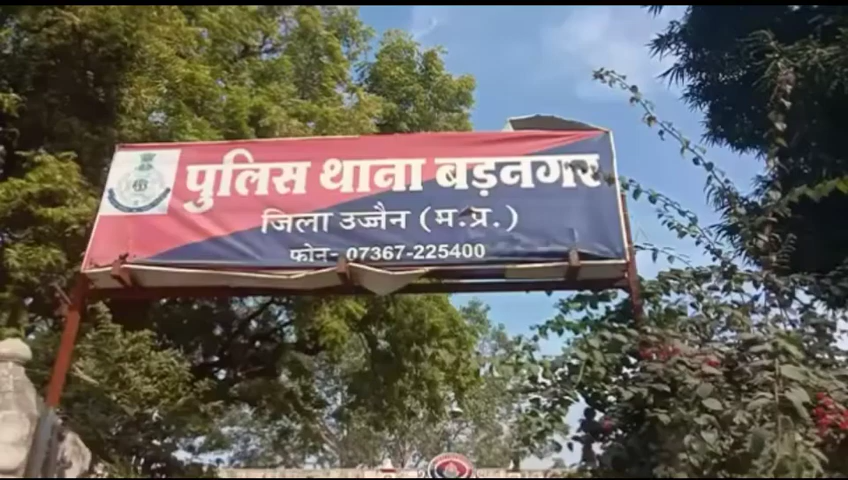 पुलिस थाना बड़नगर
जिला उज्जैन (म.प्र.)
फोन- 07367-225400